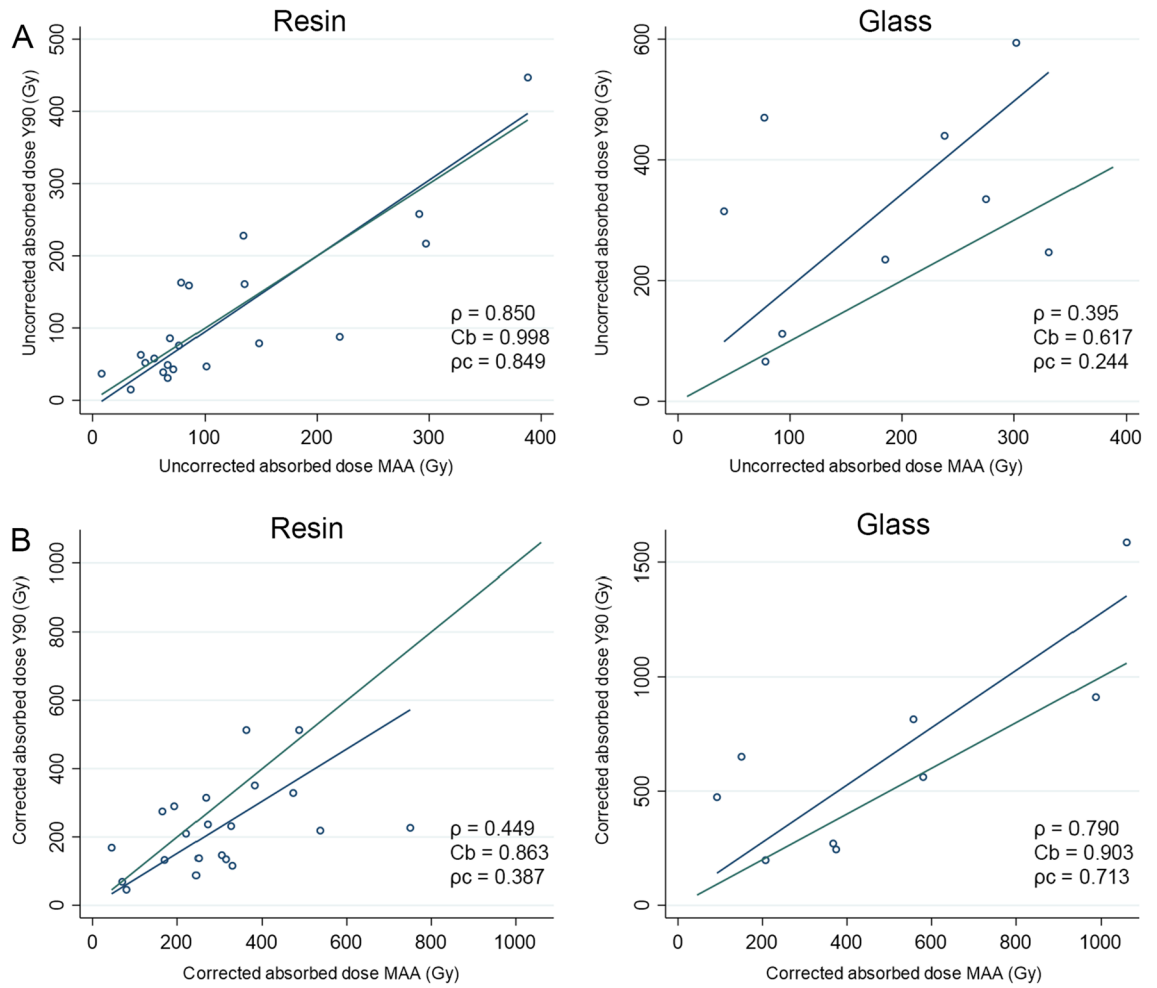 A
Resin
Uncorrected absorbed dose Y90 (Gy)
500
400
300
200
100
0
ρ = 0.850
Cb = 0.998
ρc = 0.849
0 100 200 300 400
Uncorrected absorbed dose MAA (Gy)
Glass
Uncorrected absorbed dose Y90 (Gy)
600
400
200
0
ρ = 0.395
Cb = 0.617
ρc = 0.244
0 100 200 300 400
Uncorrected absorbed dose MAA (Gy)
B
Resin
Corrected absorbed dose Y90 (Gy)
1000
800
600
400
200
0
ρ = 0.449
Cb = 0.863
ρc = 0.387
0 200 400 600 800 1000
Corrected absorbed dose MAA (Gy)
Glass
Corrected absorbed dose Y90 (Gy)
1500
1000
500
0
ρ = 0.790
Cb = 0.903
ρc = 0.713
0 200 400 600 800 1000
Corrected absorbed dose MAA (Gy)